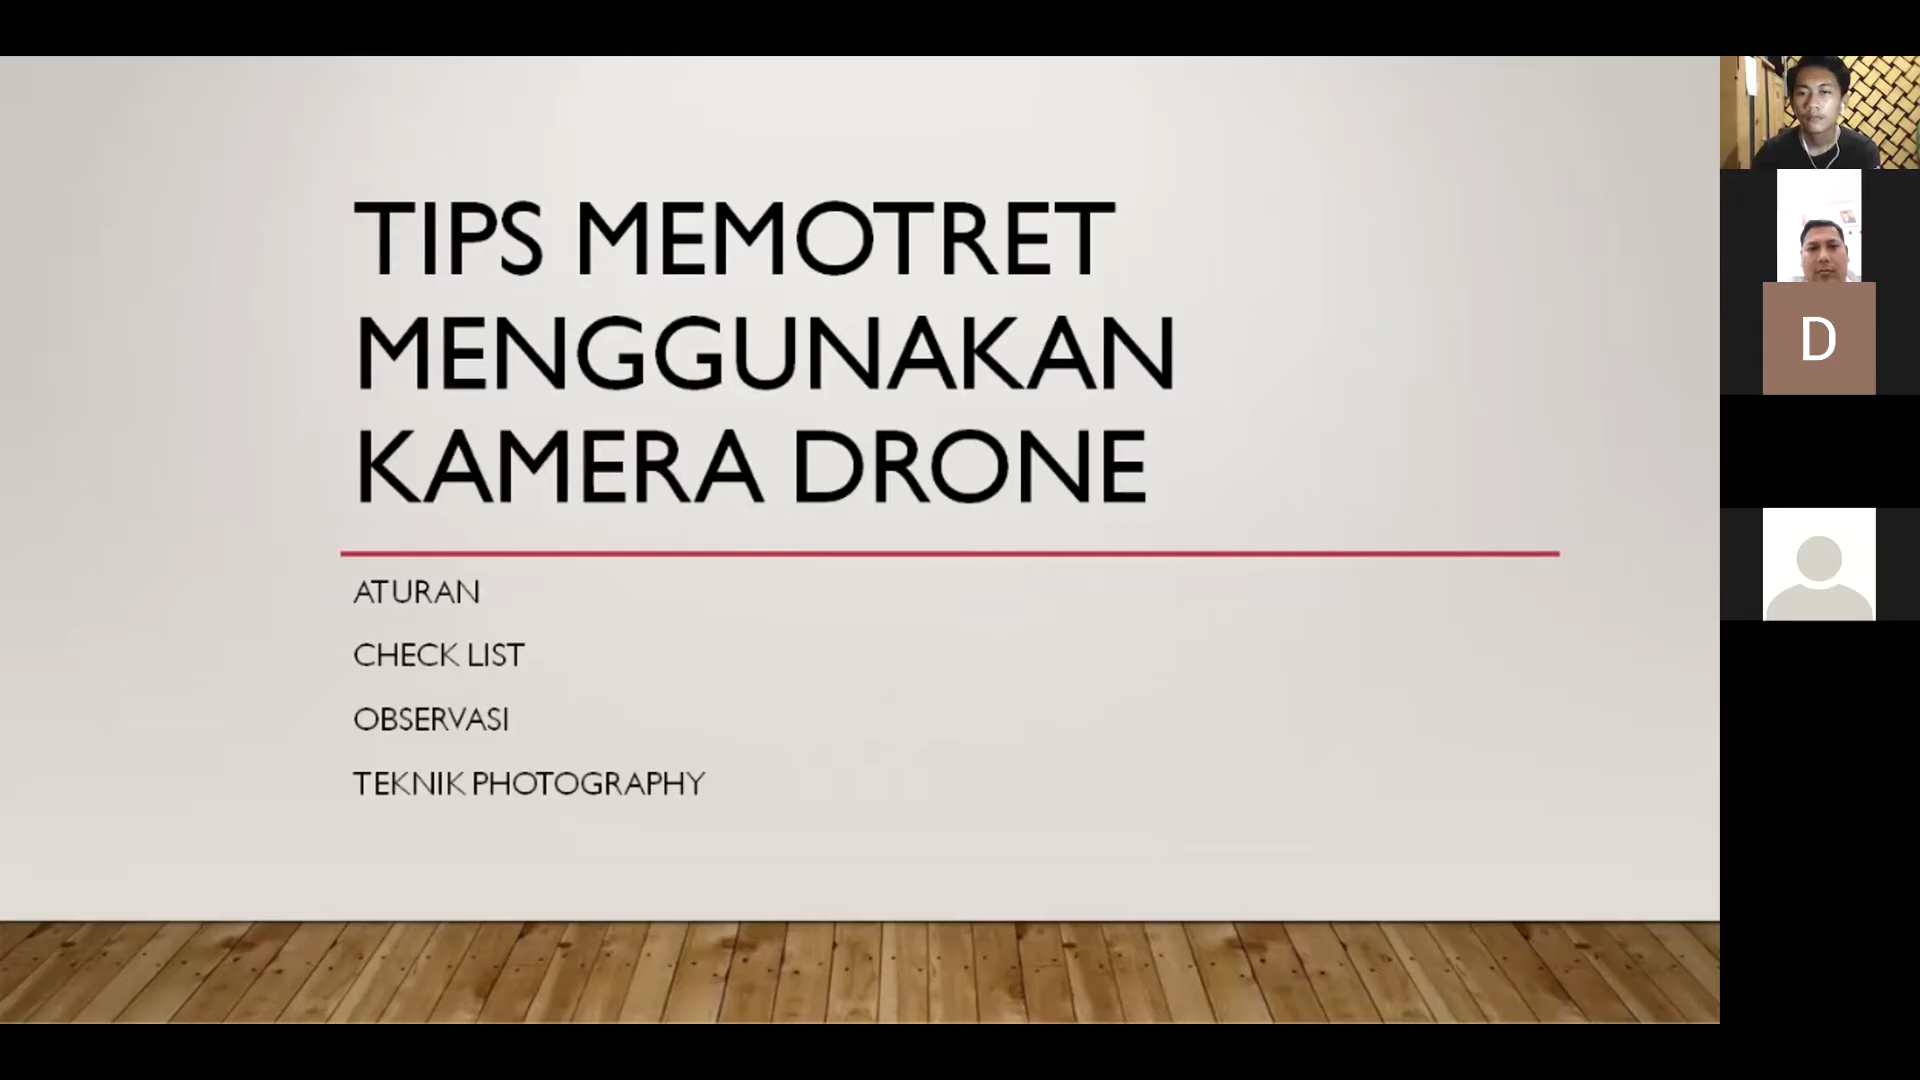 TIPS MEMOTRET
MENGGUNAKAN
KAMERA DRONE
ATURAN
CHECK LIST
OBSERVASI
TEKNIK PHOTOGRAPHY
D